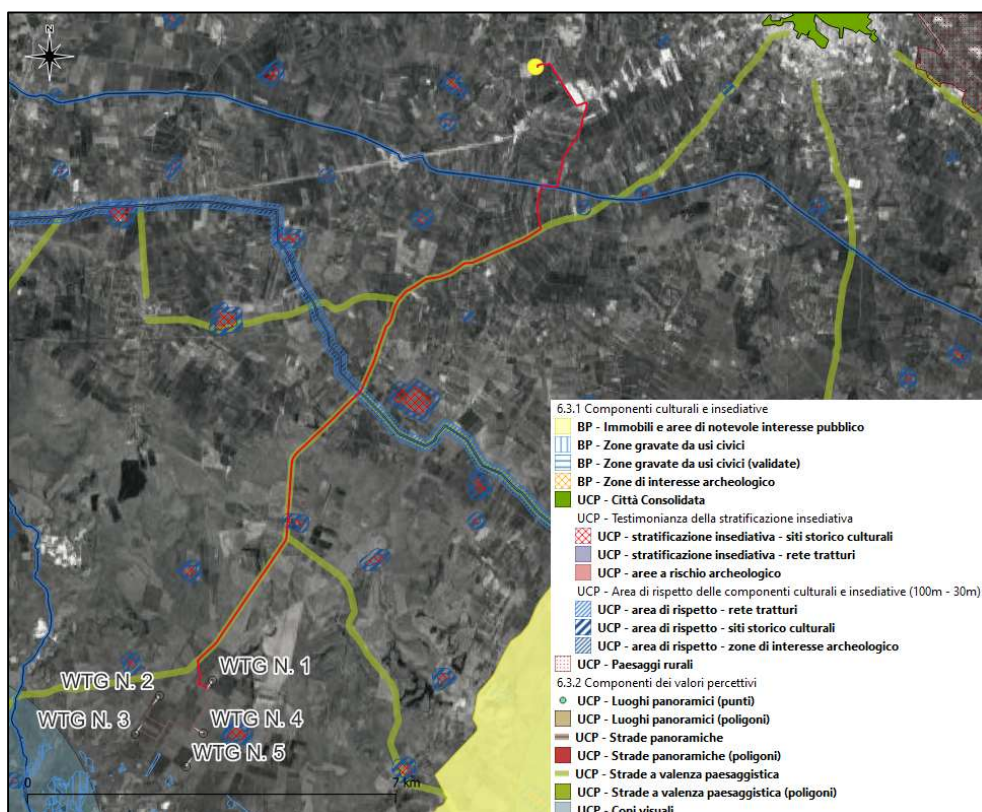 N
6.3.1 Componenti culturali e insediative
BP - Immobili e aree di notevole interesse pubblico
BP - Zone gravate da usi civici
BP - Zone gravate da usi civici (validate)
BP - Zone di interesse archeologico
UCP - Città Consolidata
UCP - Testimonianza della stratificazione insediativa
UCP - stratificazione insediativa - siti storico culturali
UCP - stratificazione insediativa - rete tratturi
UCP - aree a rischio archeologico
UCP - Area di rispetto delle componenti culturali e insediative (100m - 30m)
UCP - area di rispetto - rete tratturi
UCP - area di rispetto - siti storico culturali
UCP - area di rispetto - zone di interesse archeologico
UCP - Paesaggi rurali
6.3.2 Componenti dei valori percettivi
UCP - Luoghi panoramici (punti)
UCP - Luoghi panoramici (poligoni)
UCP - Strade panoramiche
UCP - Strade panoramiche (poligoni)
UCP - Strade a valenza paesaggistica
UCP - Strade a valenza paesaggistica (poligoni)
UCP - Coni visuali
WTG N. 1
WTG N. 2
WTG N. 3
WTG N. 4
WTG N. 5
0
7 km